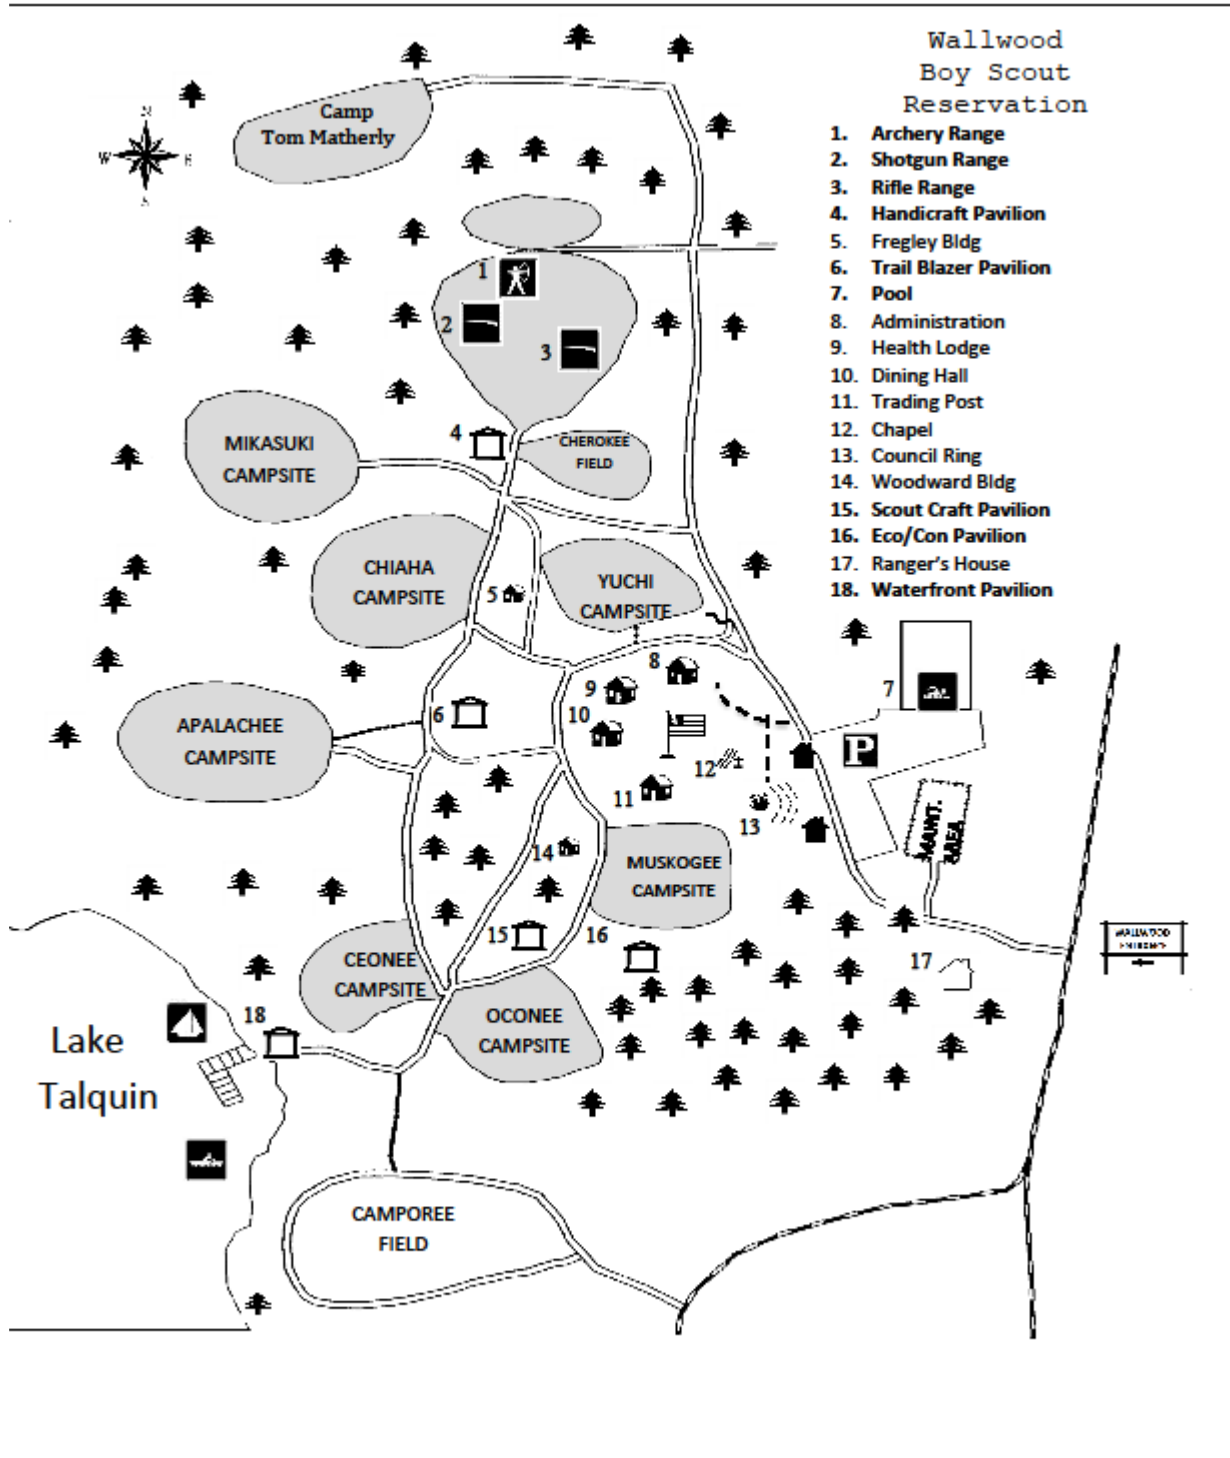 Wallwood
Boy Scout
Reservation
1. Archery Range
2. Shotgun Range
3. Rifle Range
4. Handicraft Pavilion
5. Fregley Bldg
6. Trail Blazer Pavilion
7. Pool
8. Administration
9. Health Lodge
10. Dining Hall
11. Trading Post
12. Chapel
13. Council Ring
14. Woodward Bldg
15. Scout Craft Pavilion
16. Eco/Con Pavilion
17. Ranger's House
18. Waterfront Pavilion
Camp
Tom Matherly
N
W
E
S
1
2
3
4
CHEROKEE
FIELD
MIKASUKI
CAMPSITE
CHIAHA
CAMPSITE
5
YUCHI
CAMPSITE
8
9
10
7
6
APALACHEE
CAMPSITE
P
12
11
13
MAINT.
AREA
14
MUSKOGEE
CAMPSITE
15
16
WALLWOOD
ENTRANCE
17
CEONEE
CAMPSITE
18
OCONEE
CAMPSITE
Lake
Talquin
CAMPOREE
FIELD